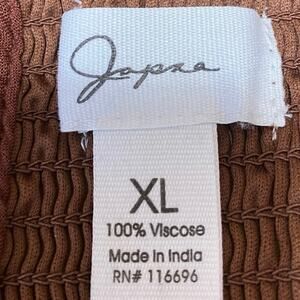 Japna
XL
100% Viscose
Made in India
RN# 116696